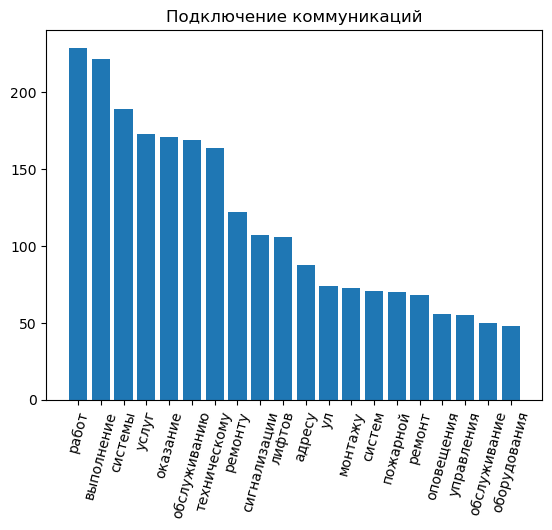 Подключение коммуникаций
200
150
100
50
0
работ
выполнение
системы
услуг
оказание
обслуживанию
техническому
ремонту
сигнализации
лифтов
адресу
ул
монтажу
систем
пожарной
ремонт
оповещения
управления
обслуживание
оборудования